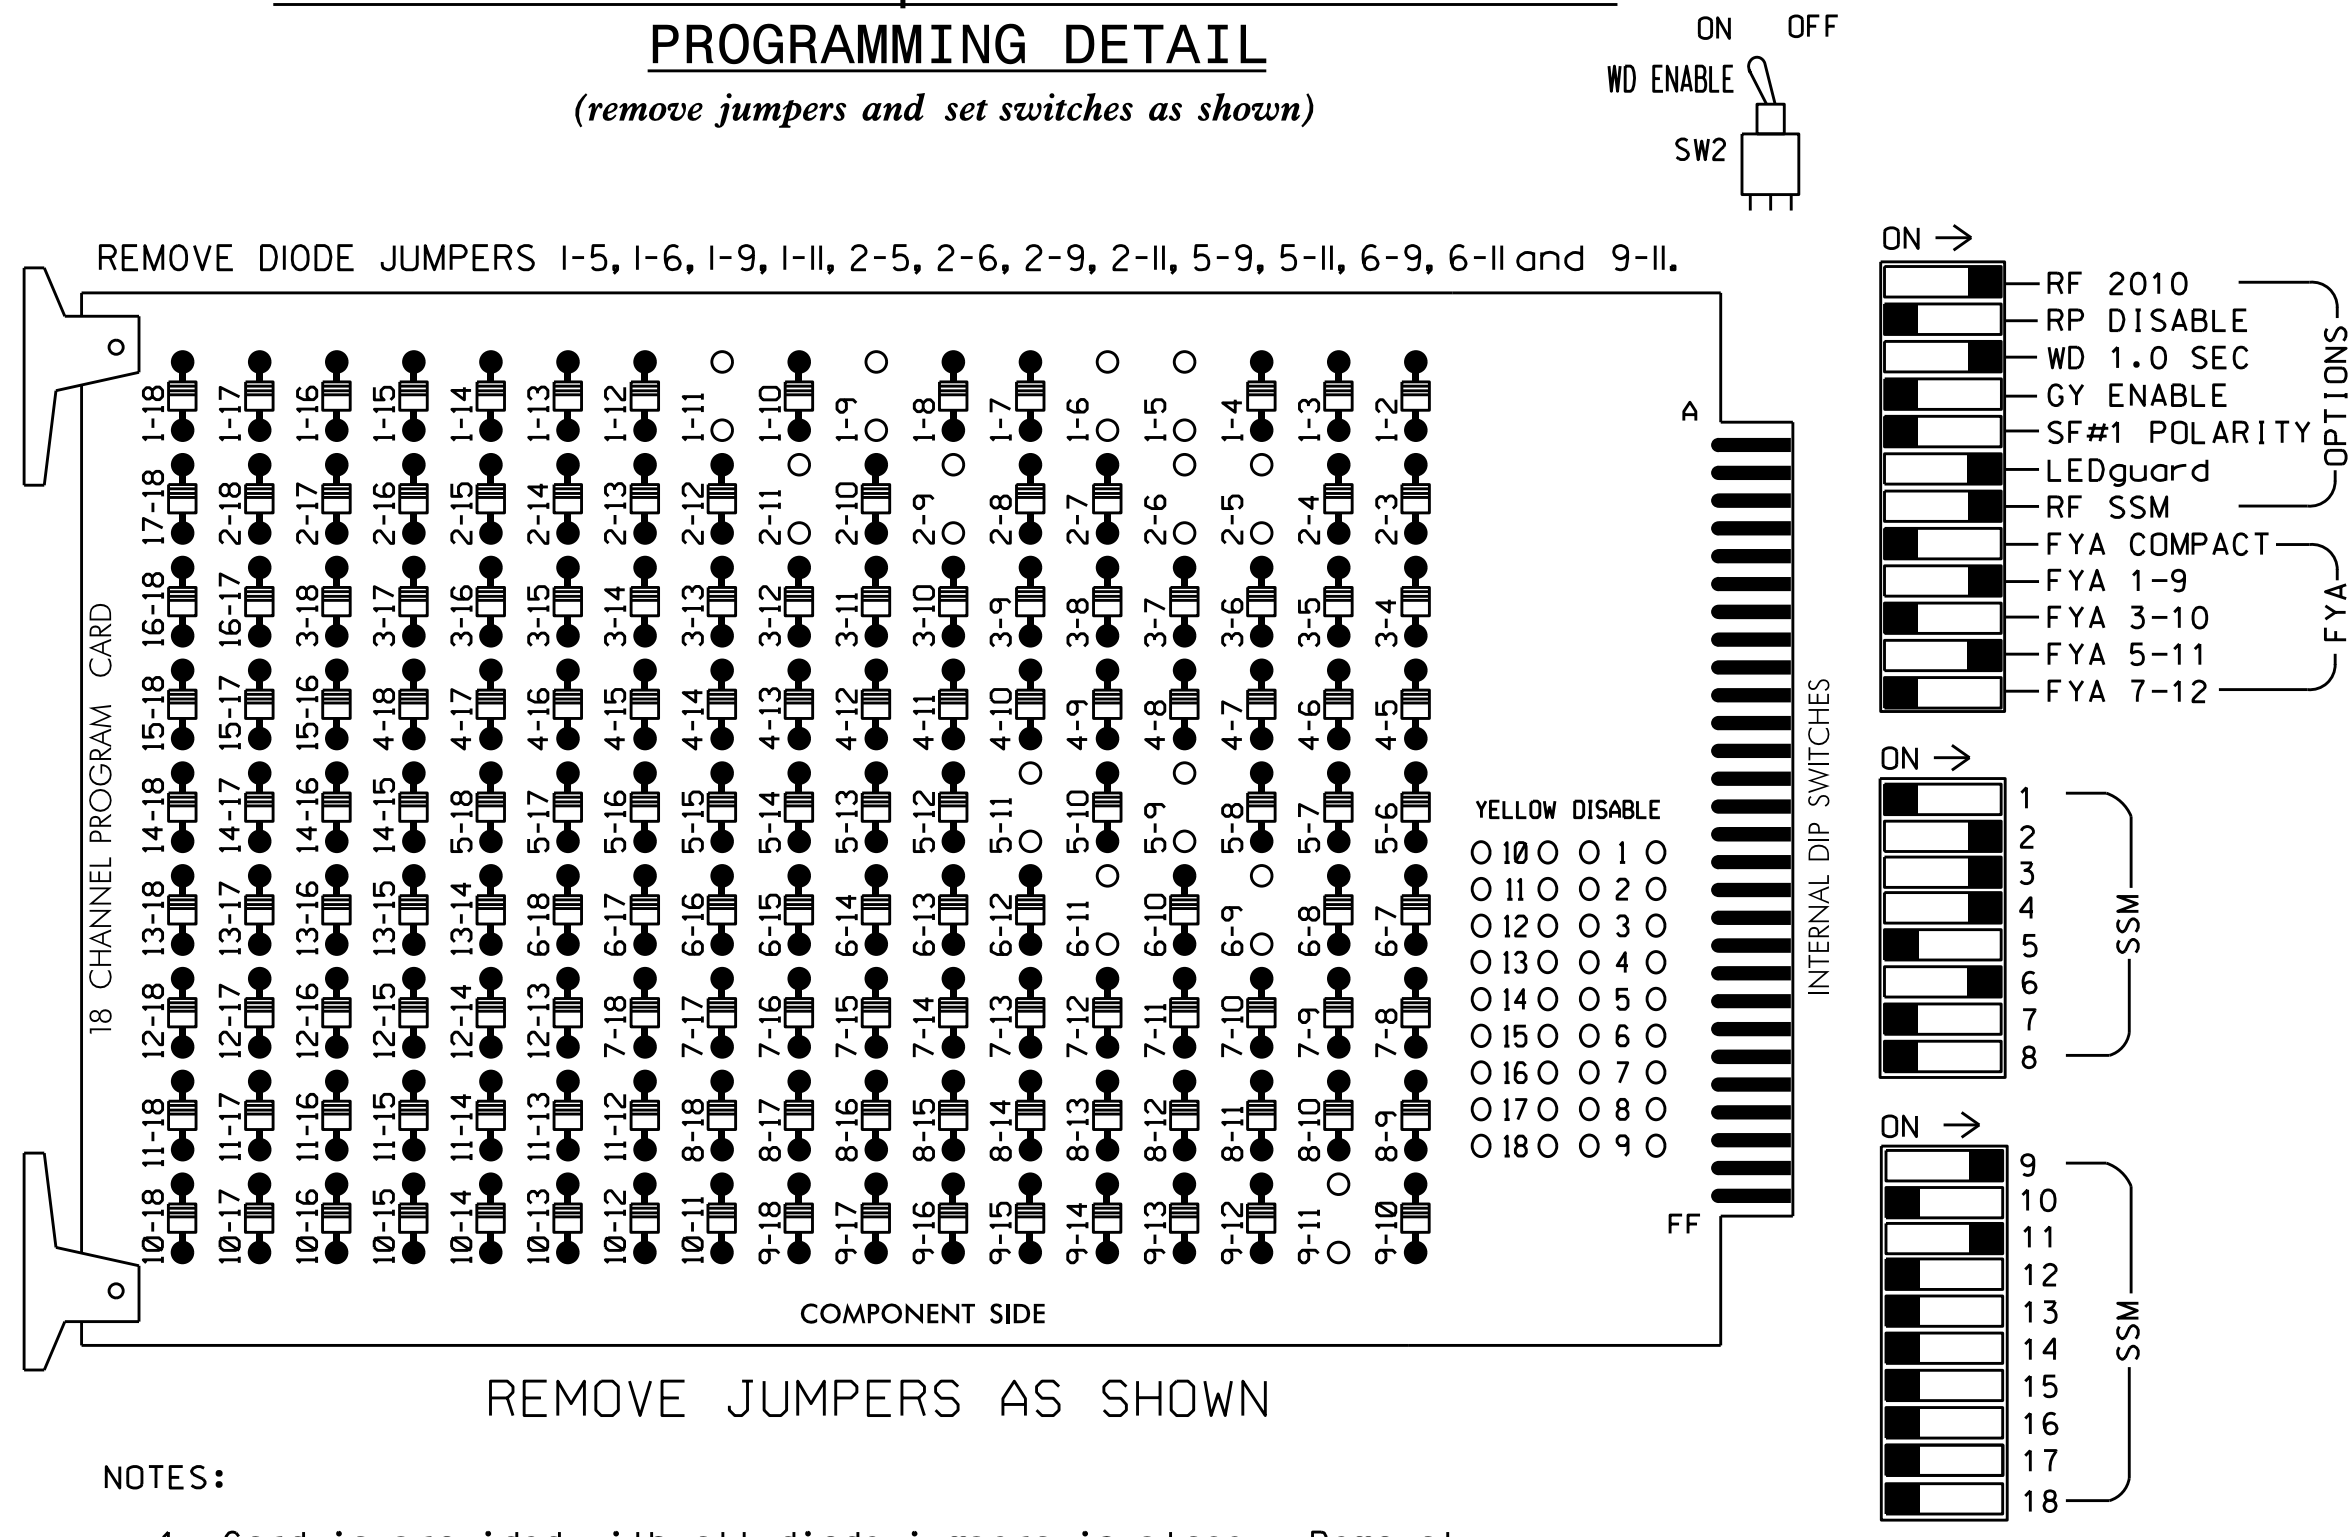 PROGRAMMING DETAIL
(remove jumpers and set switches as shown)
ON OFF
WD ENABLE
SW2
REMOVE DIODE JUMPERS 1-5, 1-6, 1-9, 1-11, 2-5, 2-6, 2-9, 2-11, 5-9, 5-11, 6-9, 6-11 and 9-11.
18 CHANNEL PROGRAM CARD
1-18 1-17 1-16 1-15 1-14 1-13 1-12 1-11 1-10 1-9 1-8 1-7 1-6 1-5 1-4 1-3 1-2
17-18 2-18 2-17 2-16 2-15 2-14 2-13 2-12 2-11 2-10 2-9 2-8 2-7 2-6 2-5 2-4 2-3
16-18 16-17 3-18 3-17 3-16 3-15 3-14 3-13 3-12 3-11 3-10 3-9 3-8 3-7 3-6 3-5 3-4
15-18 15-17 15-16 4-18 4-17 4-16 4-15 4-14 4-13 4-12 4-11 4-10 4-9 4-8 4-7 4-6 4-5
14-18 14-17 14-16 14-15 5-18 5-17 5-16 5-15 5-14 5-13 5-12 5-11 5-10 5-9 5-8 5-7 5-6
13-18 13-17 13-16 13-15 13-14 6-18 6-17 6-16 6-15 6-14 6-13 6-12 6-11 6-10 6-9 6-8 6-7
12-18 12-17 12-16 12-15 12-14 12-13 7-18 7-17 7-16 7-15 7-14 7-13 7-12 7-11 7-10 7-9 7-8
11-18 11-17 11-16 11-15 11-14 11-13 11-12 8-18 8-17 8-16 8-15 8-14 8-13 8-12 8-11 8-10 8-9
10-18 10-17 10-16 10-15 10-14 10-13 10-12 10-11 9-18 9-17 9-16 9-15 9-14 9-13 9-12 9-11 9-10
A
YELLOW DISABLE
10 1
11 2
12 3
13 4
14 5
15 6
16 7
17 8
18 9
FF
COMPONENT SIDE
INTERNAL DIP SWITCHES
ON
RF 2010
RP DISABLE
WD 1.0 SEC
GY ENABLE
SF#1 POLARITY
LEDguard
RF SSM
OPTIONS
FYA COMPACT
FYA 1-9
FYA 3-10
FYA 5-11
FYA 7-12
FYA
ON
1
2
3
4
5
6
7
8
SSM
ON
9
10
11
12
13
14
15
16
17
18
SSM
REMOVE JUMPERS AS SHOWN
NOTES: